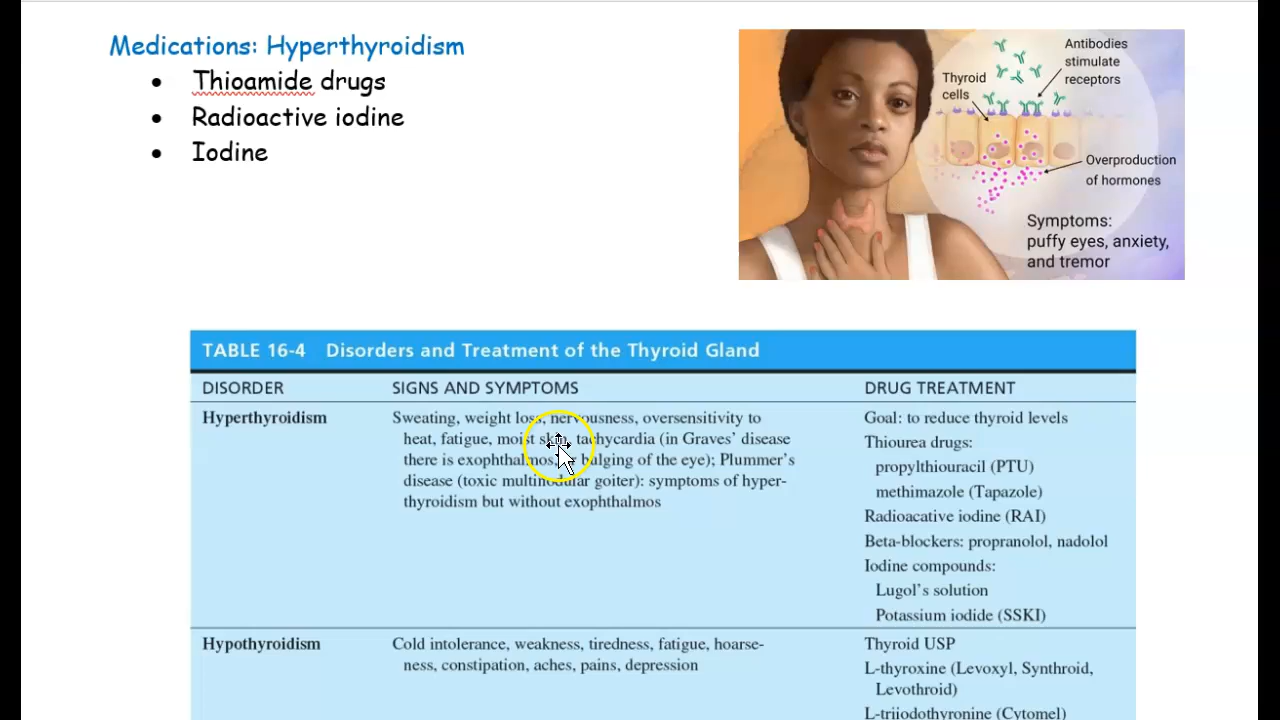 Medications: Hyperthyroidism
• Thioamide drugs
• Radioactive iodine
• Iodine
Antibodies
stimulate
receptors
Thyroid
cells
Overproduction
of hormones
Symptoms:
puffy eyes, anxiety,
and tremor
TABLE 16-4 Disorders and Treatment of the Thyroid Gland
DISORDER SIGNS AND SYMPTOMS DRUG TREATMENT
Hyperthyroidism Sweating, weight loss, nervousness, oversensitivity to Goal: to reduce thyroid levels
heat, fatigue, moist skin, tachycardia (in Graves’ disease Thiourea drugs:
there is exophthalmos, bulging of the eye); Plummer’s propylthiouracil (PTU)
disease (toxic multinodular goiter): symptoms of hyper- methimazole (Tapazole)
thyroidism but without exophthalmos Radioacative iodine (RAI)
Beta-blockers: propranolol, nadolol
Iodine compounds:
Lugol’s solution
Potassium iodide (SSKI)
Hypothyroidism Cold intolerance, weakness, tiredness, fatigue, hoarse- Thyroid USP
ness, constipation, aches, pains, depression L-thyroxine (Levoxyl, Synthroid,
Levothroid)
L-triiodothyronine (Cytomel)